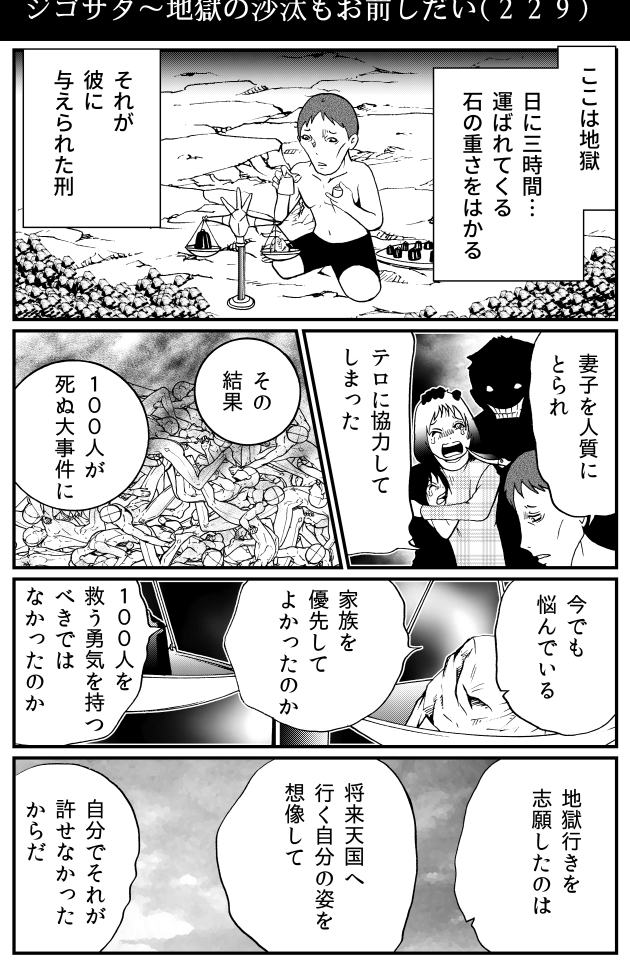 ジゴサタ～地獄の沙汰もお前しだい（２２９）
ここは地獄
日に三時間…
運ばれてくる
石の重さをはかる
それが
彼に
与えられた刑
妻子を人質に
とられ
テロに協力して
しまった
その
結果
１００人が
死ぬ大事件に
今でも
悩んでいる
家族を
優先して
よかったのか
１００人を
救う勇気を持つ
べきでは
なかったのか
地獄行きを
志願したのは
将来天国へ
行く自分の姿を
想像して
自分でそれが
許せなかった
からだ